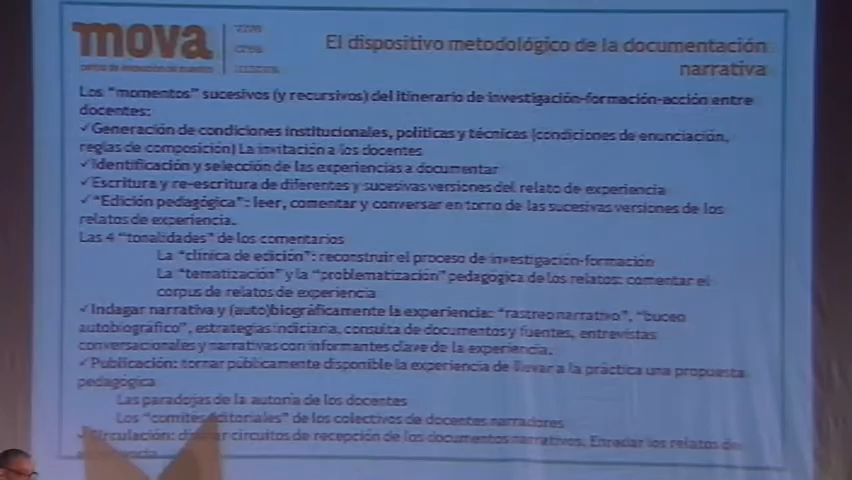 mova
El dispositivo metodológico de la documentación
narrativa
Los "momentos" sucesivos (y recursivos) del itinerario de investigación-formación-acción entre
docentes:
✓Generación de condiciones institucionales, políticas y técnicas (condiciones de enunciación,
reglas de composición) La invitación a los docentes
✓Identificación y selección de las experiencias a documentar
✓Escritura y re-escritura de diferentes y sucesivas versiones del relato de experiencia
✓"Edición pedagógica": leer, comentar y conversar en torno de las sucesivas versiones de los
relatos de experiencia.
Las 4 "tonalidades" de los comentarios
La "clínica de edición": reconstruir el proceso de investigación-formación
La "tematización" y la "problematización" pedagógica de los relatos: comentar el
corpus de relatos de experiencia
✓Indagar narrativa y (auto)biográficamente la experiencia: "rastreo narrativo", "buceo
autobiográfico", estrategias indiciaria, consulta de documentos y fuentes, entrevistas
conversacionales y narrativas con informantes clave de la experiencia.
✓Publicación: tornar públicamente disponible la experiencia de llevar a la práctica una propuesta
pedagógica
Las paradojas de la autoría de los docentes
Los "comités editoriales" de los colectivos de docentes narradores
✓Circulación: diseñar circuitos de recepción de los documentos narrativos. Enredar los relatos de